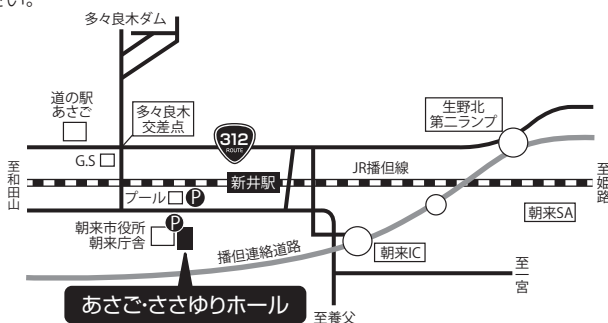 さい。
多々良木ダム
道の駅
あさご
多々良木
交差点
生野北
第二ランプ
312
ROUTE
G.S
JR播但線
至和田山
新井駅
至姫路
プール
P
朝来SA
P
朝来市役所
朝来庁舎
播但連絡道路
朝来IC
至一宮
あさご・ささゆりホール
至養父